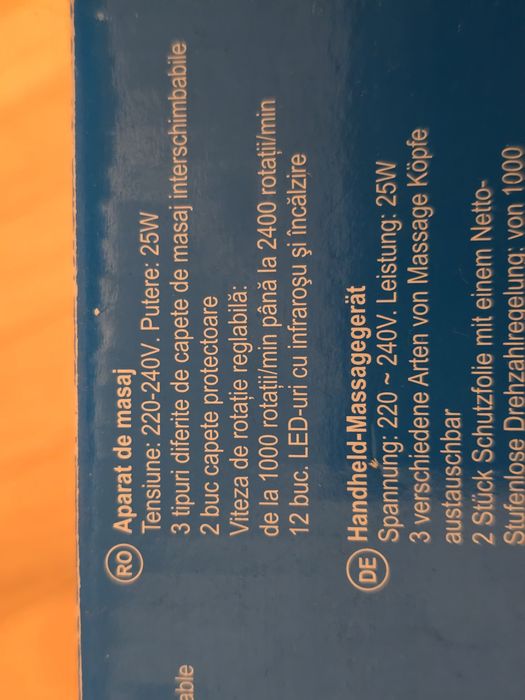 RO Aparat de masaj
Tensiune: 220-240V. Putere: 25W
3 tipuri diferite de capete de masaj interschimbabile
2 buc capete protectoare
Viteza de rotație reglabilă:
de la 1000 rotații/min până la 2400 rotații/min
12 buc. LED-uri cu infraroşu şi încălzire
DE Handheld-Massagegerät
Spannung: 220 ~ 240V. Leistung: 25W
3 verschiedene Arten von Massage Köpfe
austauschbar
2 Stück Schutzfolie mit einem Netto-
Stufenlose Drehzahlregelung: von 1000
able